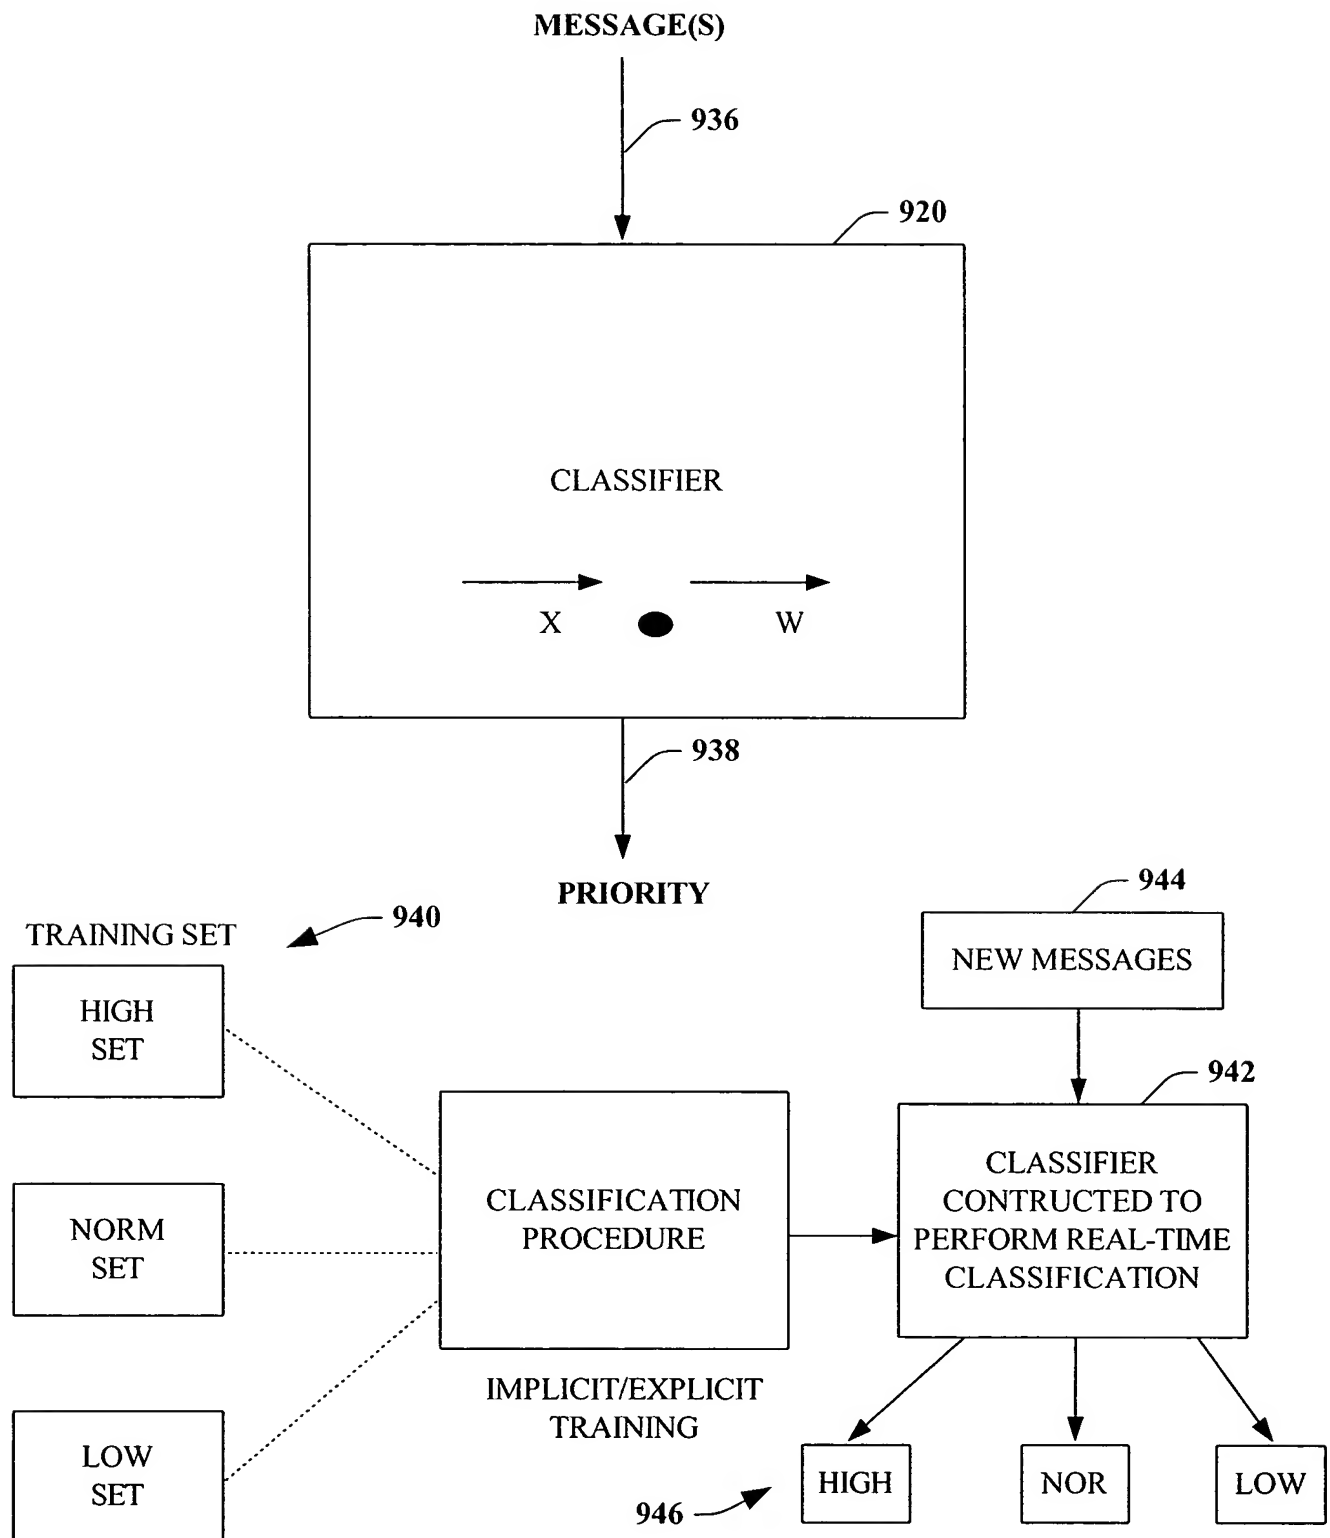 MESSAGE(S)
936
920
CLASSIFIER
X
W
938
PRIORITY
944
940
TRAINING SET
NEW MESSAGES
HIGH
SET
942
CLASSIFIER
CONTRUCTED TO
PERFORM REAL-TIME
CLASSIFICATION
CLASSIFICATION
PROCEDURE
NORM
SET
IMPLICIT/EXPLICIT
TRAINING
LOW
SET
HIGH
NOR
LOW
946